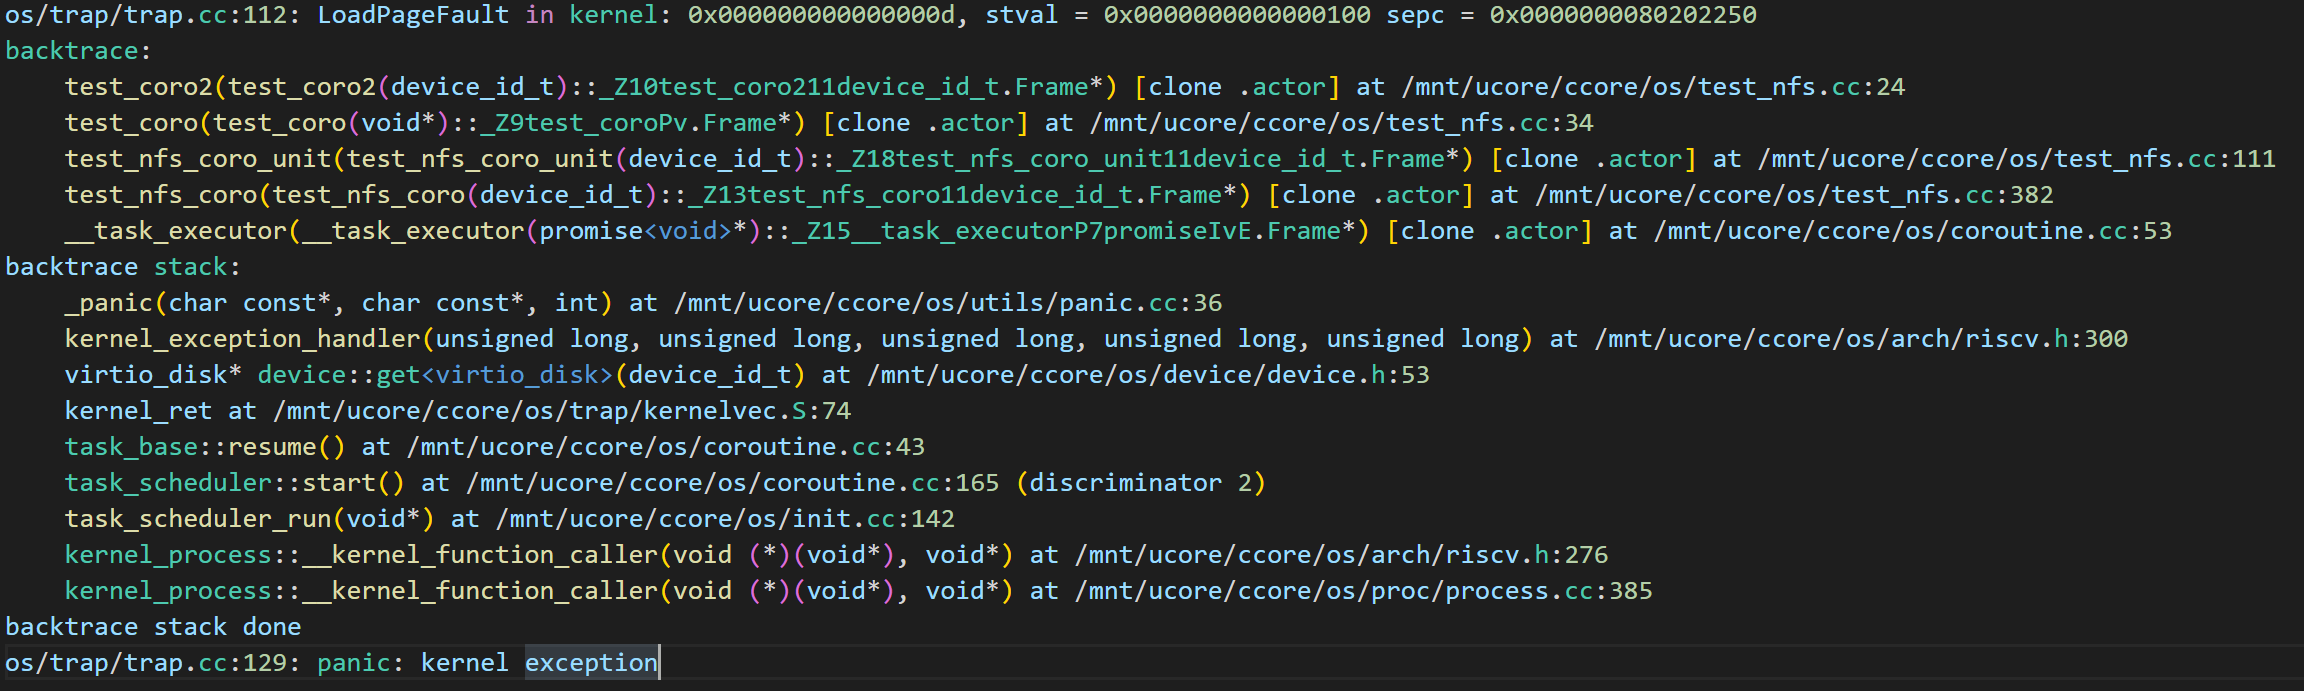 os/trap/trap.cc:112: LoadPageFault in kernel: 0x000000000000000d, stval = 0x0000000000000100 sepc = 0x0000000080202250
backtrace:
    test_coro2(test_coro2(device_id_t)::_Z10test_coro211device_id_t.Frame*) [clone .actor] at /mnt/ucore/ccore/os/test_nfs.cc:24
    test_coro(test_coro(void*)::_Z9test_coroPv.Frame*) [clone .actor] at /mnt/ucore/ccore/os/test_nfs.cc:34
    test_nfs_coro_unit(test_nfs_coro_unit(device_id_t)::_Z18test_nfs_coro_unit11device_id_t.Frame*) [clone .actor] at /mnt/ucore/ccore/os/test_nfs.cc:111
    test_nfs_coro(test_nfs_coro(device_id_t)::_Z13test_nfs_coro11device_id_t.Frame*) [clone .actor] at /mnt/ucore/ccore/os/test_nfs.cc:382
    __task_executor(__task_executor(promise<void>*)::_Z15__task_executorP7promiseIvE.Frame*) [clone .actor] at /mnt/ucore/ccore/os/coroutine.cc:53
backtrace stack:
    _panic(char const*, char const*, int) at /mnt/ucore/ccore/os/utils/panic.cc:36
    kernel_exception_handler(unsigned long, unsigned long, unsigned long, unsigned long, unsigned long) at /mnt/ucore/ccore/os/arch/riscv.h:300
    virtio_disk* device::get<virtio_disk>(device_id_t) at /mnt/ucore/ccore/os/device/device.h:53
    kernel_ret at /mnt/ucore/ccore/os/trap/kernelvec.S:74
    task_base::resume() at /mnt/ucore/ccore/os/coroutine.cc:43
    task_scheduler::start() at /mnt/ucore/ccore/os/coroutine.cc:165 (discriminator 2)
    task_scheduler_run(void*) at /mnt/ucore/ccore/os/init.cc:142
    kernel_process::__kernel_function_caller(void (*)(void*), void*) at /mnt/ucore/ccore/os/arch/riscv.h:276
    kernel_process::__kernel_function_caller(void (*)(void*), void*) at /mnt/ucore/ccore/os/proc/process.cc:385
backtrace stack done
os/trap/trap.cc:129: panic: kernel exception